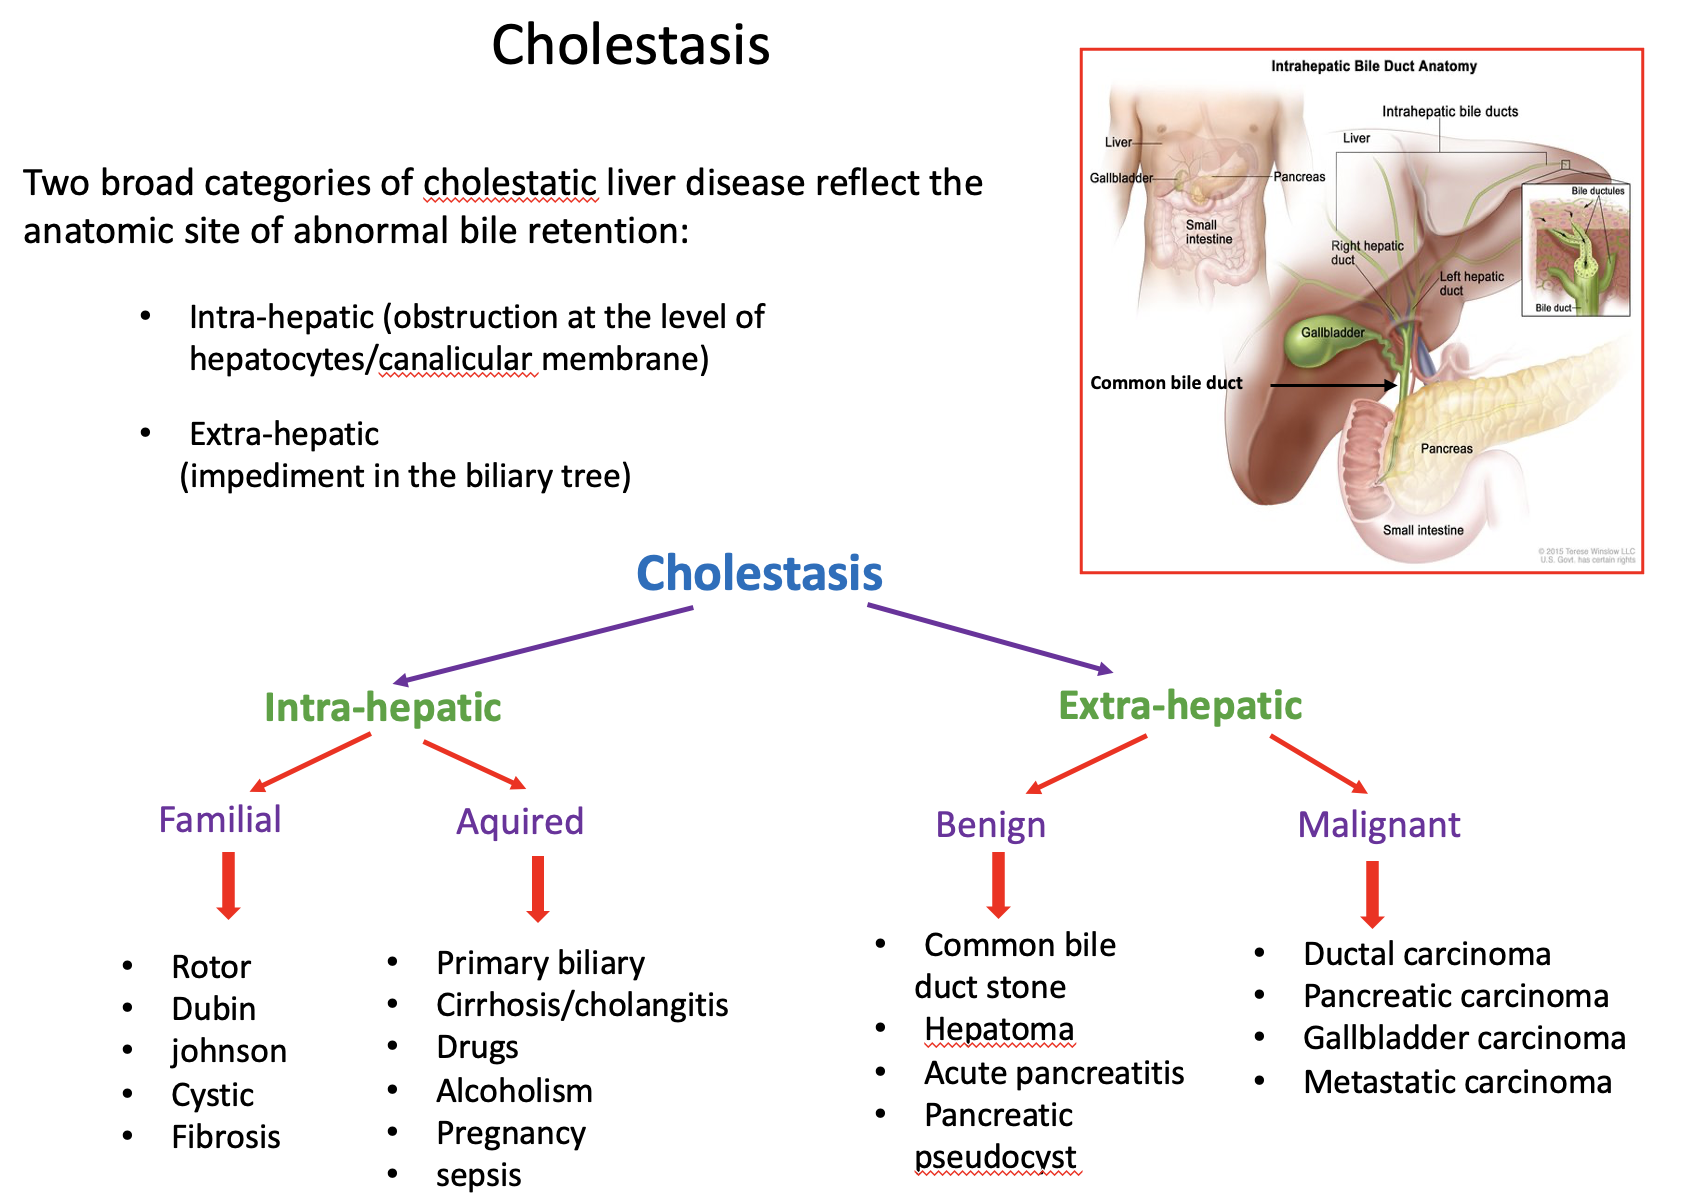 Cholestasis
Two broad categories of cholestatic liver disease reflect the
anatomic site of abnormal bile retention:
• Intra-hepatic (obstruction at the level of
hepatocytes/canalicular membrane)
• Extra-hepatic
(impediment in the biliary tree)
Intrahepatic Bile Duct Anatomy
Intrahepatic bile ducts
Liver
Liver
Gallbladder
Pancreas
Small
intestine
Bile ductules
Bile duct
Right hepatic
duct
Left hepatic
duct
Gallbladder
Common bile duct
Pancreas
Small intestine
© 2015 Terese Winslow LLC
U.S. Govt. has certain rights
Cholestasis
Intra-hepatic
Extra-hepatic
Familial
Aquired
Benign
Malignant
• Rotor
• Dubin
• johnson
• Cystic
• Fibrosis
• Primary biliary
• Cirrhosis/cholangitis
• Drugs
• Alcoholism
• Pregnancy
• sepsis
• Common bile
duct stone
• Hepatoma
• Acute pancreatitis
• Pancreatic
pseudocyst
• Ductal carcinoma
• Pancreatic carcinoma
• Gallbladder carcinoma
• Metastatic carcinoma